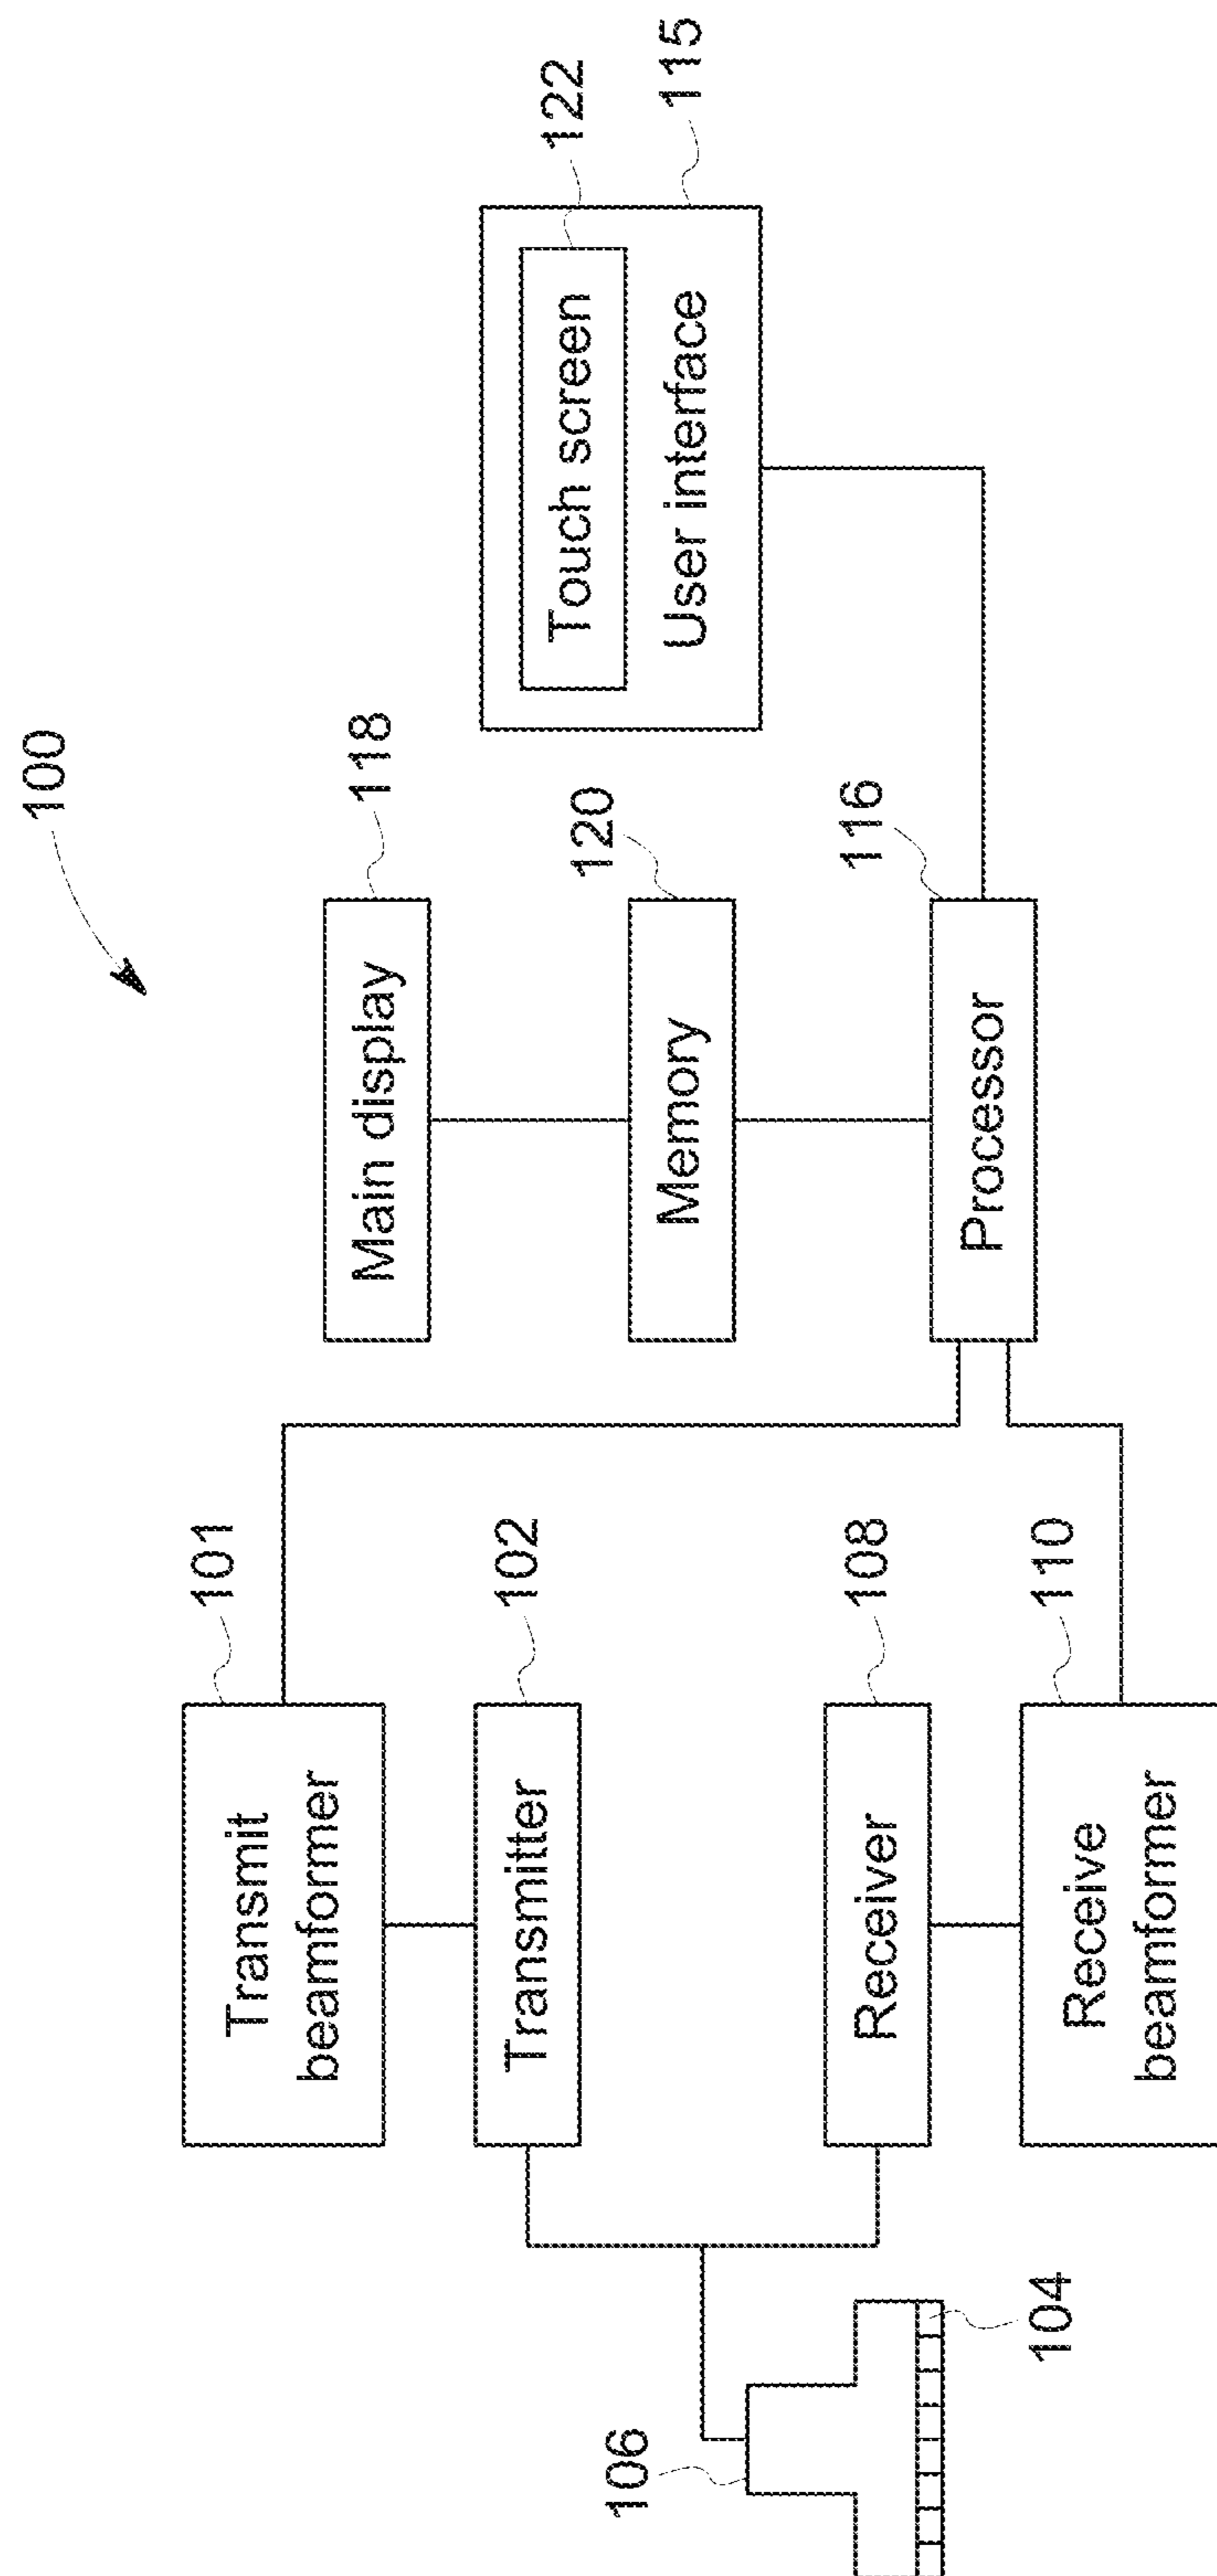 100
101
Transmit
beamformer
118
Main display
122
Touch screen
User interface
115
102
Transmitter
120
Memory
106
108
Receiver
116
Processor
104
110
Receive
beamformer